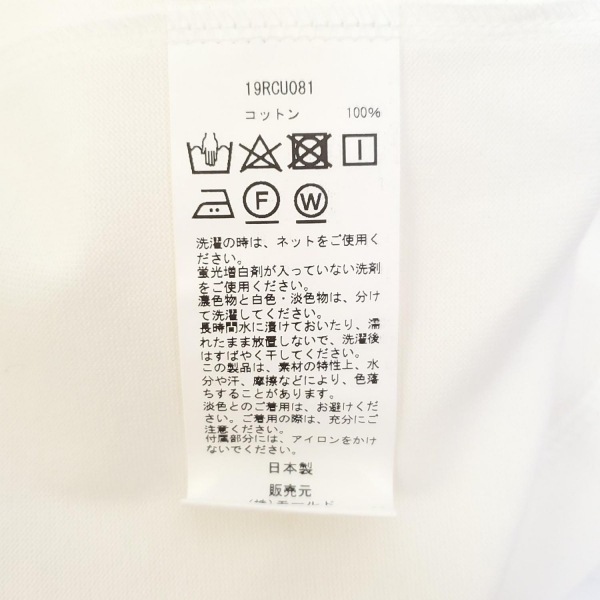 19RCU081
コットン 100%
F W
洗濯の時は、ネットをご使用く
ださい。
蛍光増白剤が入っていない洗剤
をご使用ください。
濃色物と白色・淡色物は、分け
て洗濯してください。
長時間水に漬けておいたり、濡
れたまま放置しないで、洗濯後
はすばやく干してください。
この製品は、素材の特性上、水
分や汗、摩擦などにより、色落
ちすることがあります。
淡色とのご着用は、お避けくだ
さい。ご着用の際は、充分にご
注意ください。
付属部分には、アイロンをかけ
ないでください。
日本製
販売元